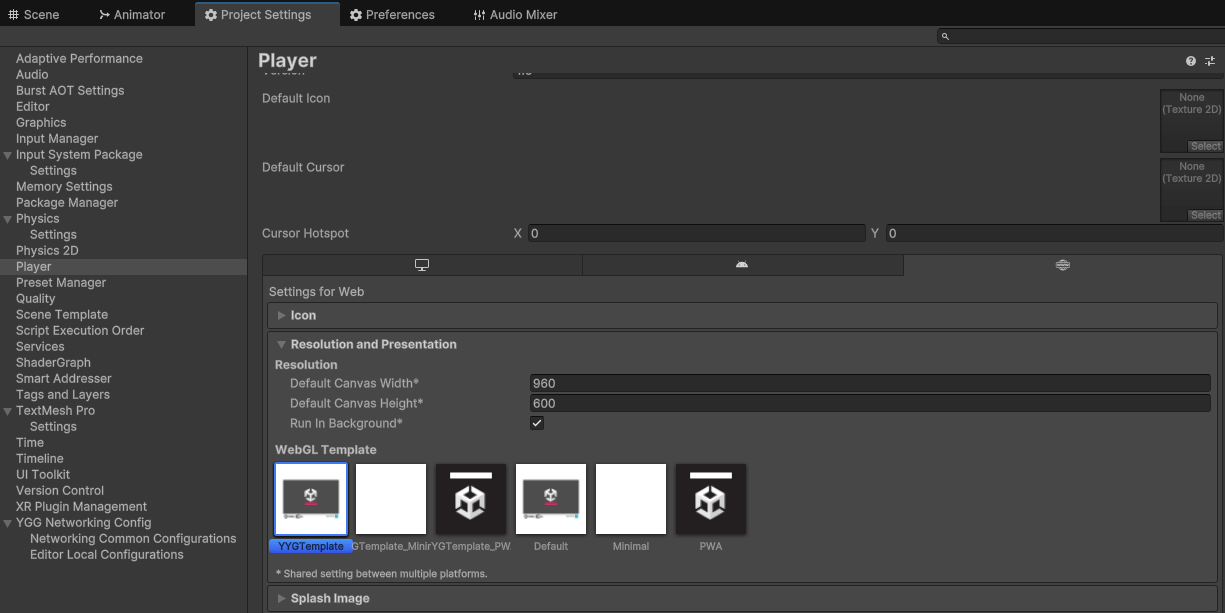 Scene
Animator
Project Settings
Preferences
Audio Mixer
Adaptive Performance
Audio
Burst AOT Settings
Editor
Graphics
Input Manager
Input System Package
Settings
Memory Settings
Package Manager
Physics
Settings
Physics 2D
Player
Preset Manager
Quality
Scene Template
Script Execution Order
Services
ShaderGraph
Smart Addresser
Tags and Layers
TextMesh Pro
Settings
Time
Timeline
UI Toolkit
Version Control
XR Plugin Management
YGG Networking Config
Networking Common Configurations
Editor Local Configurations
Player
Version
Default Icon
None
(Texture 2D)
Select
Default Cursor
None
(Texture 2D)
Select
Cursor Hotspot
X 0
Y 0
Settings for Web
Icon
Resolution and Presentation
Resolution
Default Canvas Width* 960
Default Canvas Height* 600
Run In Background*
WebGL Template
YYGTemplate
GTemplate_Minir
YGTemplate_PW
Default
Minimal
PWA
* Shared setting between multiple platforms.
Splash Image